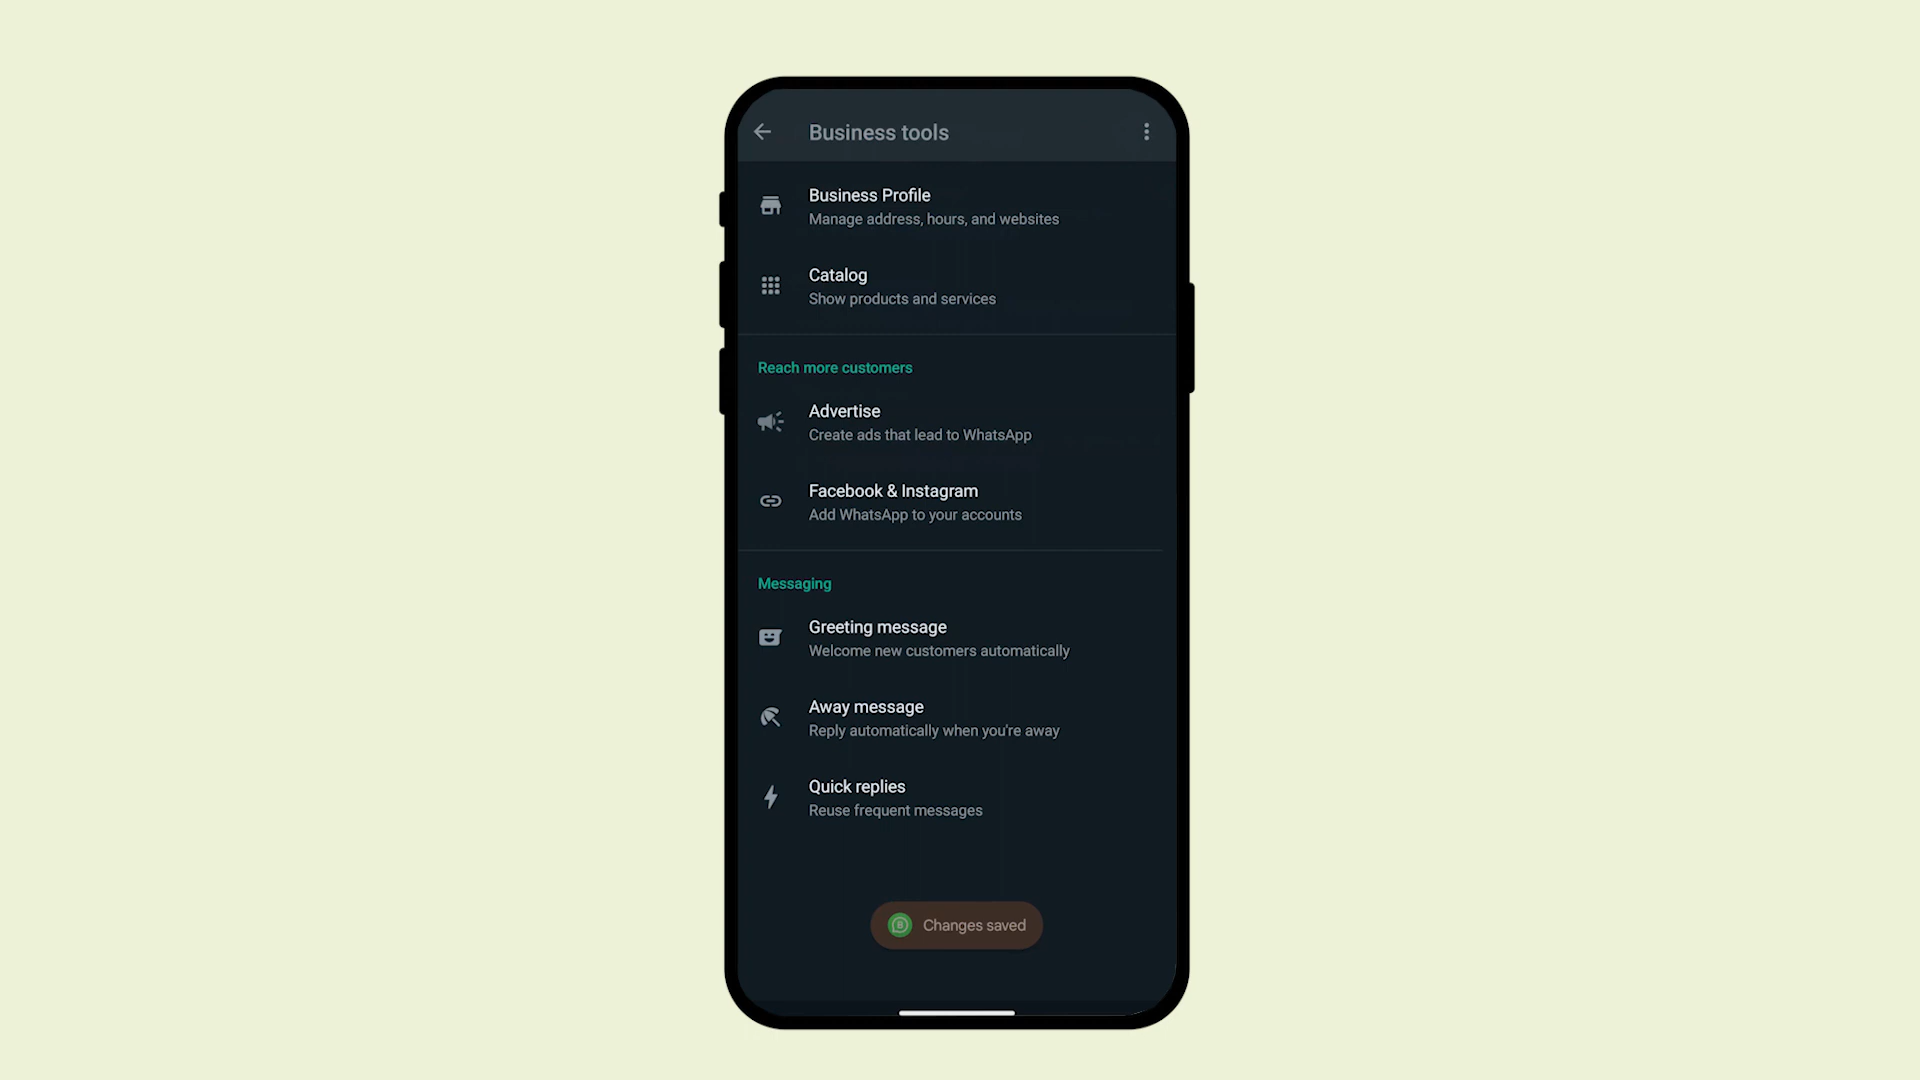 Business tools
Business Profile
Manage address, hours, and websites
Catalog
Show products and services
Reach more customers
Advertise
Create ads that lead to WhatsApp
Facebook & Instagram
Add WhatsApp to your accounts
Messaging
Greeting message
Welcome new customers automatically
Away message
Reply automatically when you're away
Quick replies
Reuse frequent messages
Changes saved